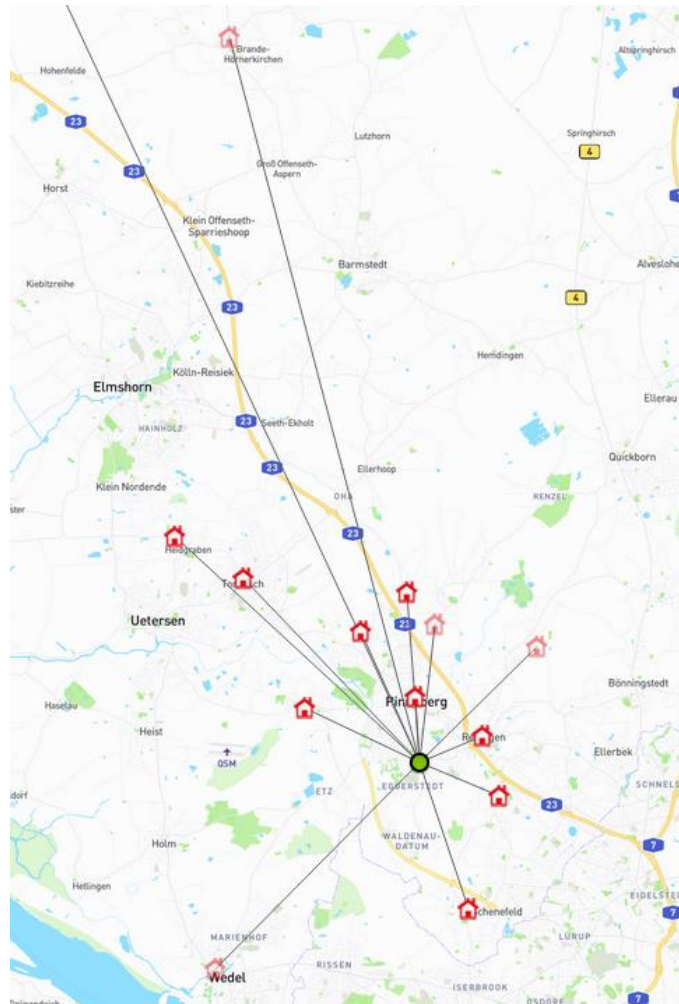 Brande-
Hörnerkirchen
Altspringhirsch
Hohenfelde
23
Lutzhorn
Springhirsch
4
23
Groß Offenseth-
Aspern
Horst
Klein Offenseth-
Sparrieshoop
Barmstedt
Alveslohe
Kiebitzreihe
4
23
Hemdingen
Kölln-Reisiek
Elmshorn
Ellerau
HAINHOLZ
23
Seeth-Ekholt
Quickborn
23
Ellerhoop
Klein Nordende
RENZEL
23
Heidgraben
Uetersen
23
Bönningstedt
Haselau
Heist
QSM
Ellerbek
ETZ
EGGERSTEDT
SCHNELS
23
WALDENAU-
DATUM
Holm
7
Hetlingen
EIDELSTE
MARIENHOF
LURUP
Wedel
RISSEN
ISERBROOK
OSDORF